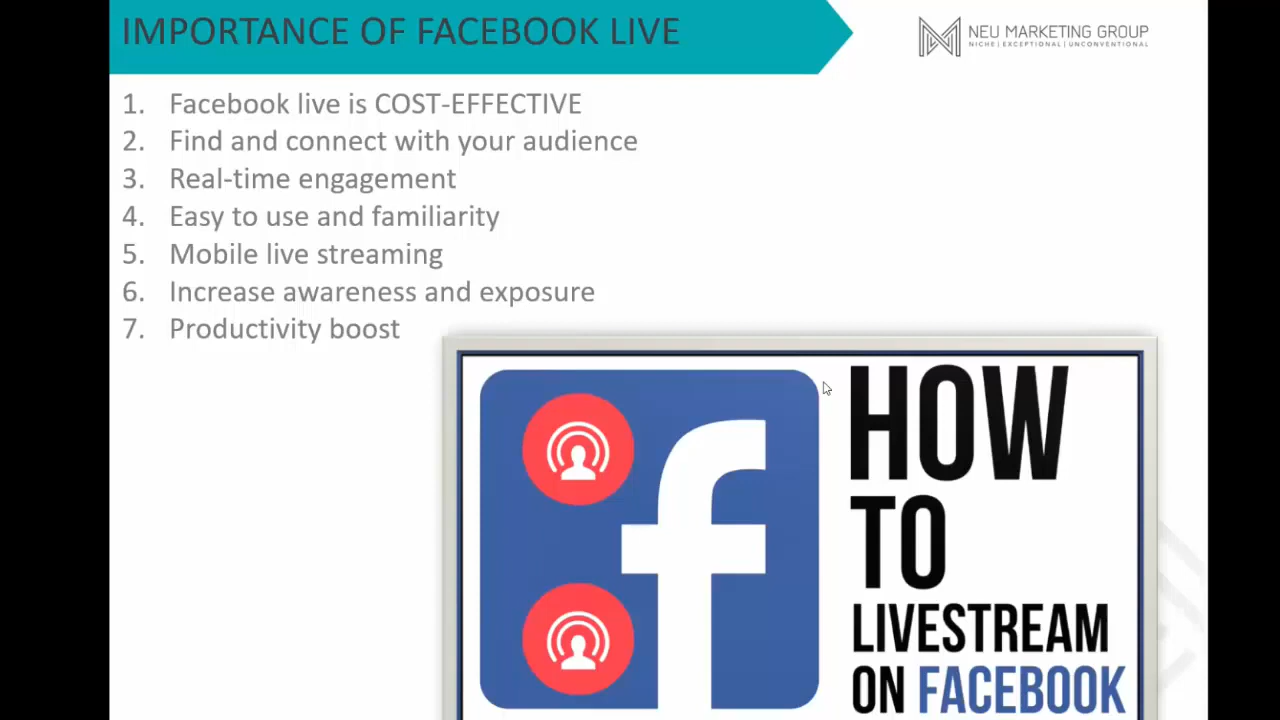 IMPORTANCE OF FACEBOOK LIVE
NEU MARKETING GROUP
NICHE | EXCEPTIONAL | UNCONVENTIONAL
1. Facebook live is COST-EFFECTIVE
2. Find and connect with your audience
3. Real-time engagement
4. Easy to use and familiarity
5. Mobile live streaming
6. Increase awareness and exposure
7. Productivity boost
f
HOW
TO
LIVESTREAM
ON FACEBOOK